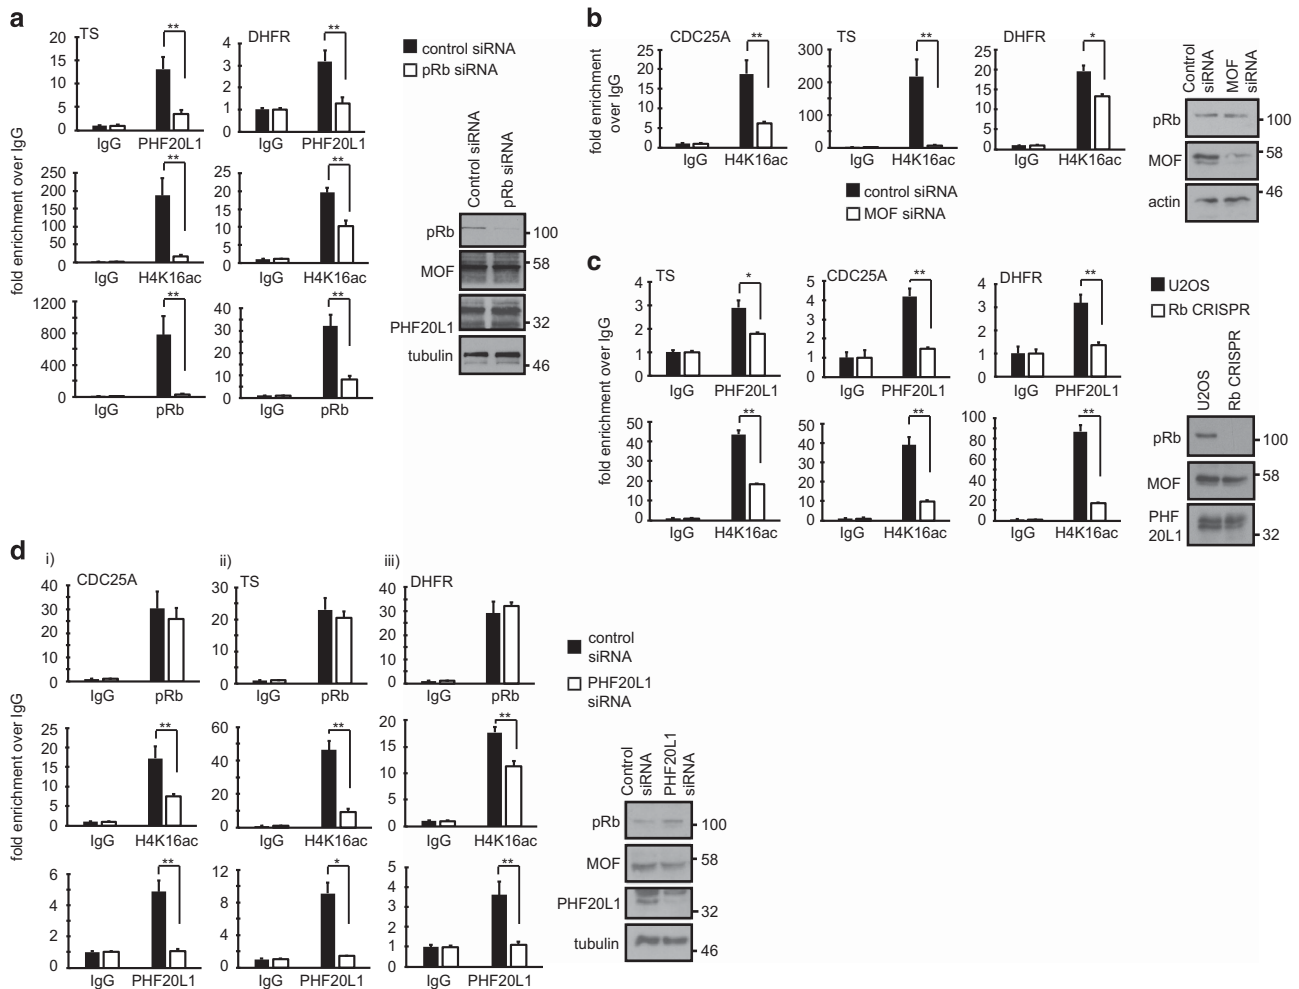 a
TS
DHFR
control siRNA
pRb siRNA
fold enrichment over IgG
20
15
10
5
0
**
IgG
PHF20L1
4
3
2
1
0
**
IgG
PHF20L1
250
200
150
100
50
0
**
IgG
H4K16ac
25
20
15
10
5
0
**
IgG
H4K16ac
1200
800
400
0
**
IgG
pRb
40
30
20
10
0
**
IgG
pRb
Control siRNA
pRb siRNA
pRb
100
MOF
58
PHF20L1
32
tubulin
46
b
fold enrichment
over IgG
CDC25A
25
20
15
10
5
0
**
IgG
H4K16ac
TS
300
200
100
0
**
IgG
H4K16ac
DHFR
25
20
15
10
5
0
*
IgG
H4K16ac
control siRNA
MOF siRNA
Control
siRNA
MOF
siRNA
pRb
100
MOF
58
actin
46
c
fold enrichment over IgG
TS
4
3
2
1
0
*
IgG
PHF20L1
CDC25A
5
4
3
2
1
0
**
IgG
PHF20L1
DHFR
4
3
2
1
0
**
IgG
PHF20L1
U2OS
Rb CRISPR
50
40
30
20
10
0
**
IgG
H4K16ac
50
40
30
20
10
0
**
IgG
H4K16ac
100
80
60
40
20
0
**
IgG
H4K16ac
U2OS
Rb CRISPR
pRb
100
MOF
58
PHF
20L1
32
d
fold enrichment over IgG
i)
CDC25A
40
30
20
10
0
IgG
pRb
ii)
TS
30
20
10
0
IgG
pRb
iii)
DHFR
40
30
20
10
0
IgG
pRb
control
siRNA
PHF20L1
siRNA
25
20
15
10
5
0
**
IgG
H4K16ac
60
40
20
0
**
IgG
H4K16ac
20
15
10
5
0
**
IgG
H4K16ac
6
4
2
0
**
IgG
PHF20L1
12
8
4
0
*
IgG
PHF20L1
5
4
3
2
1
0
**
IgG
PHF20L1
Control
siRNA
PHF20L1
siRNA
pRb
100
MOF
58
PHF20L1
32
tubulin
46